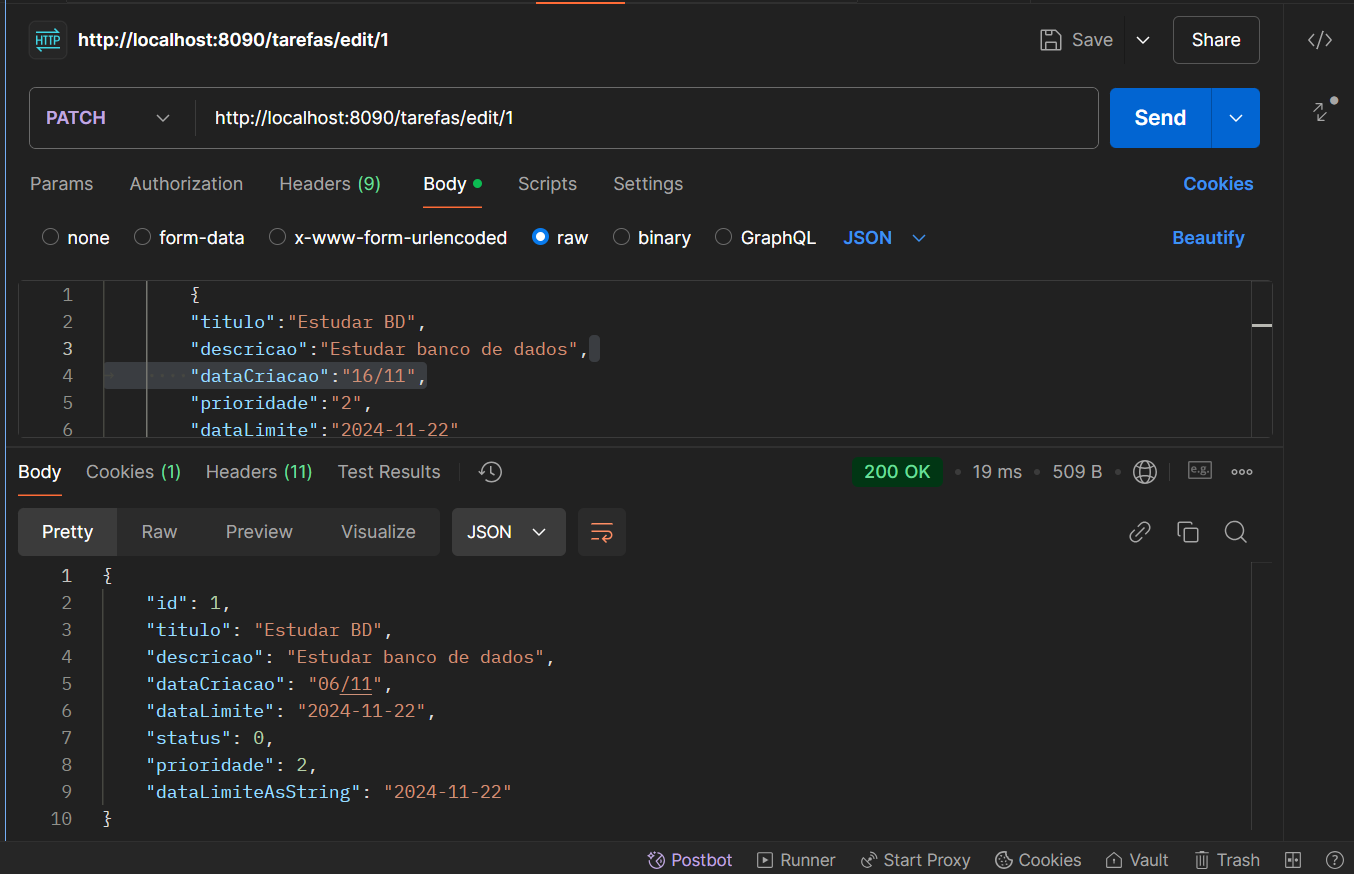 HTTP http://localhost:8090/tarefas/edit/1 Save Share
PATCH http://localhost:8090/tarefas/edit/1 Send
Params Authorization Headers (9) Body Scripts Settings Cookies
none form-data x-www-form-urlencoded raw binary GraphQL JSON Beautify
1 {
2 "titulo":"Estudar BD",
3 "descricao":"Estudar banco de dados",
4 "dataCriacao":"16/11",
5 "prioridade":"2",
6 "dataLimite":"2024-11-22"
Body Cookies (1) Headers (11) Test Results 200 OK 19 ms 509 B e.g.
Pretty Raw Preview Visualize JSON
1 {
2 "id": 1,
3 "titulo": "Estudar BD",
4 "descricao": "Estudar banco de dados",
5 "dataCriacao": "06/11",
6 "dataLimite": "2024-11-22",
7 "status": 0,
8 "prioridade": 2,
9 "dataLimiteAsString": "2024-11-22"
10 }
Postbot Runner Start Proxy Cookies Vault Trash